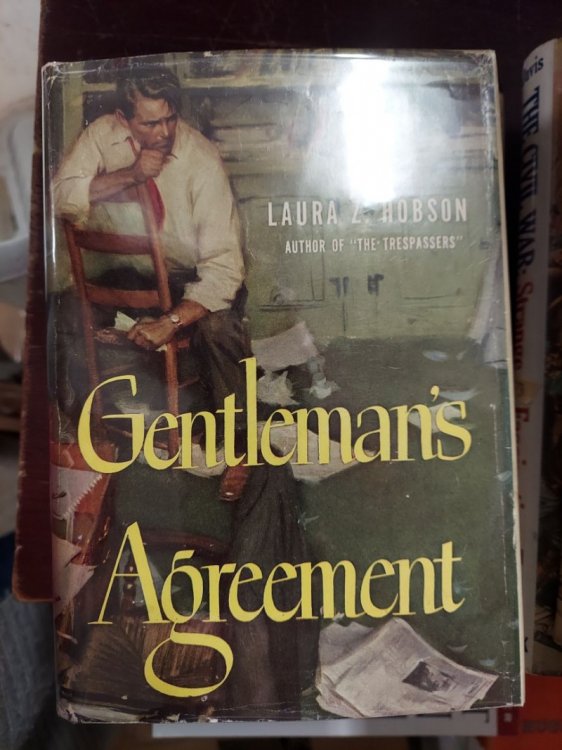 LAURA Z. HOBSON
AUTHOR OF "THE TRESPASSERS"
Gentleman's
Agreement
THE CIVIL WAR: